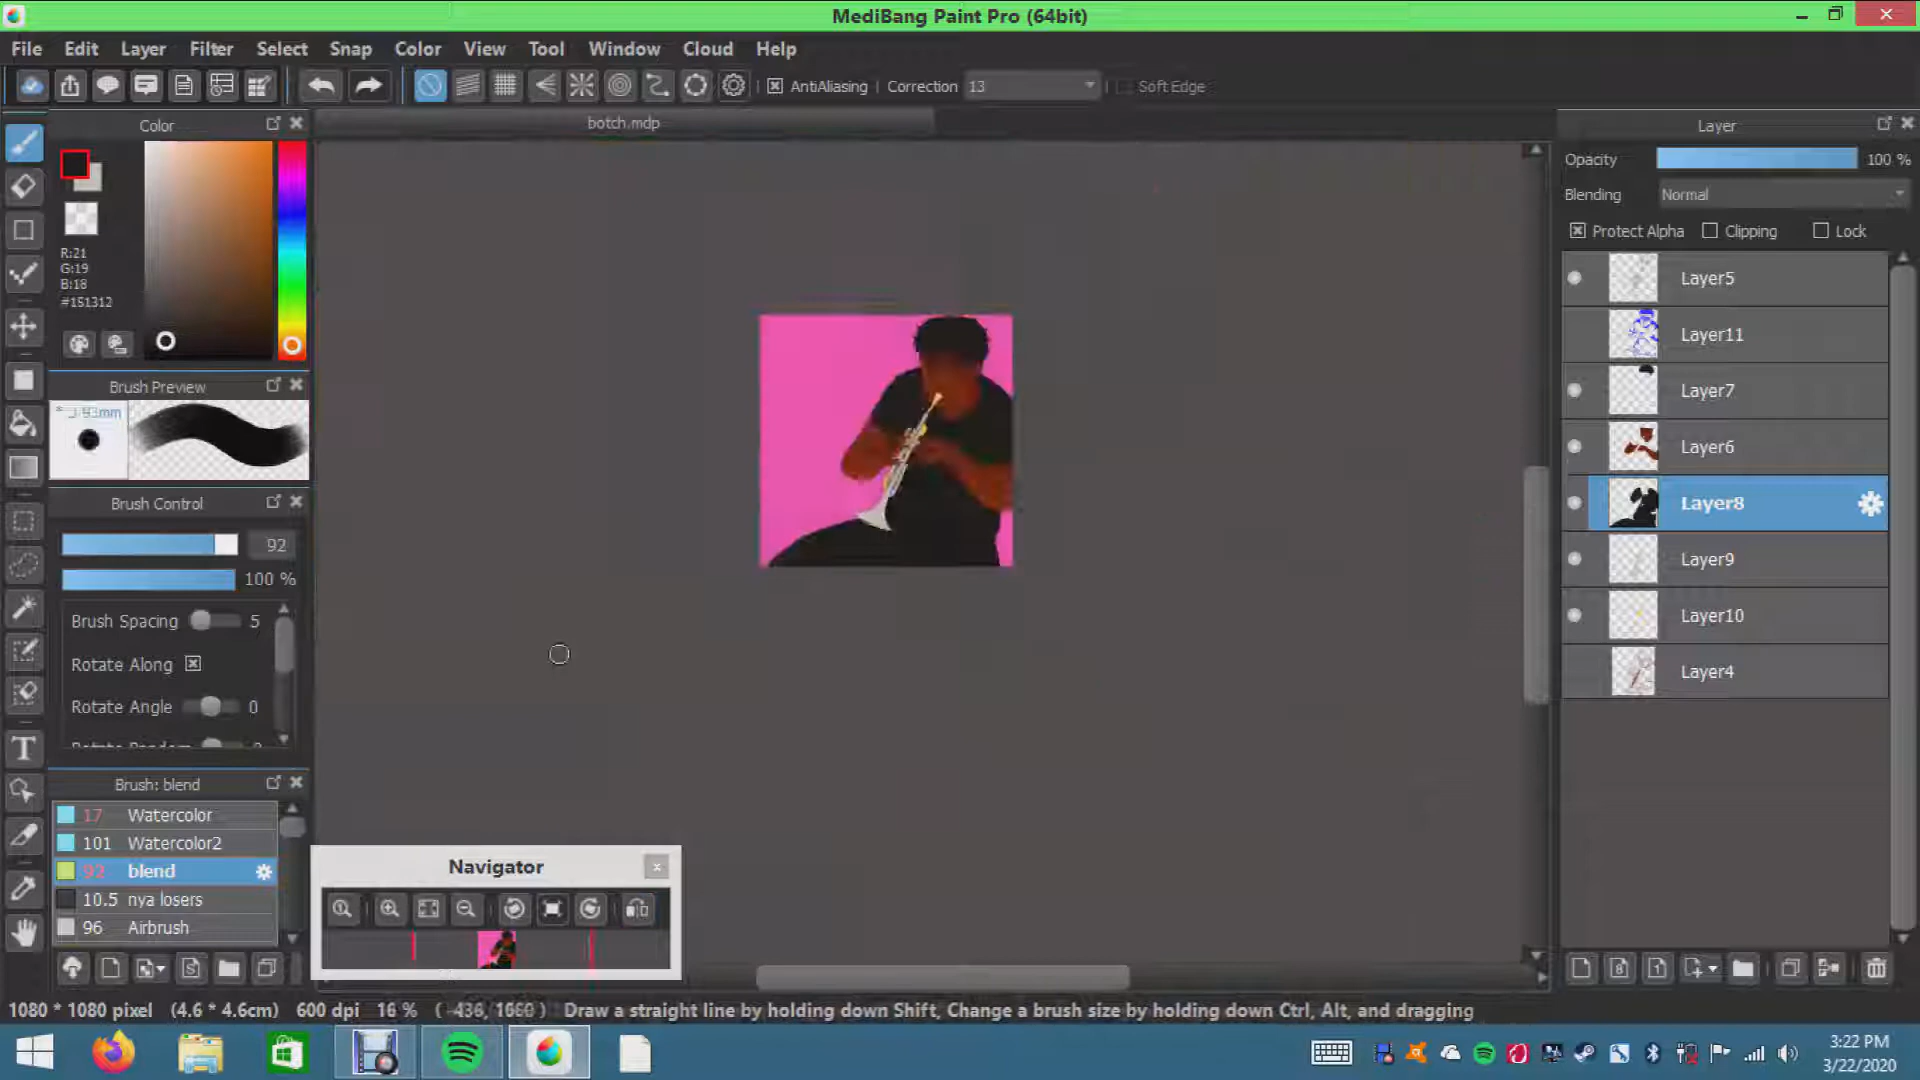 MediBang Paint Pro (64bit)
File Edit Layer Filter Select Snap Color View Tool Window Cloud Help
AntiAliasing Correction 13 Soft Edge
botch.mdp
Color
R:21
G:19
B:18
#151312
Brush Preview
Brush Control
92
100 %
Brush Spacing 5
Rotate Along
Rotate Angle 0
Brush: blend
17 Watercolor
101 Watercolor2
92 blend
10.5 nya losers
96 Airbrush
Navigator
Layer
Opacity 100 %
Blending Normal
Protect Alpha Clipping Lock
Layer5
Layer11
Layer7
Layer6
Layer8
Layer9
Layer10
Layer4
1080 * 1080 pixel (4.6 * 4.6cm) 600 dpi 16 % Draw a straight line by holding down Shift, Change a brush size by holding down Ctrl, Alt, and dragging
3:22 PM
3/22/2020